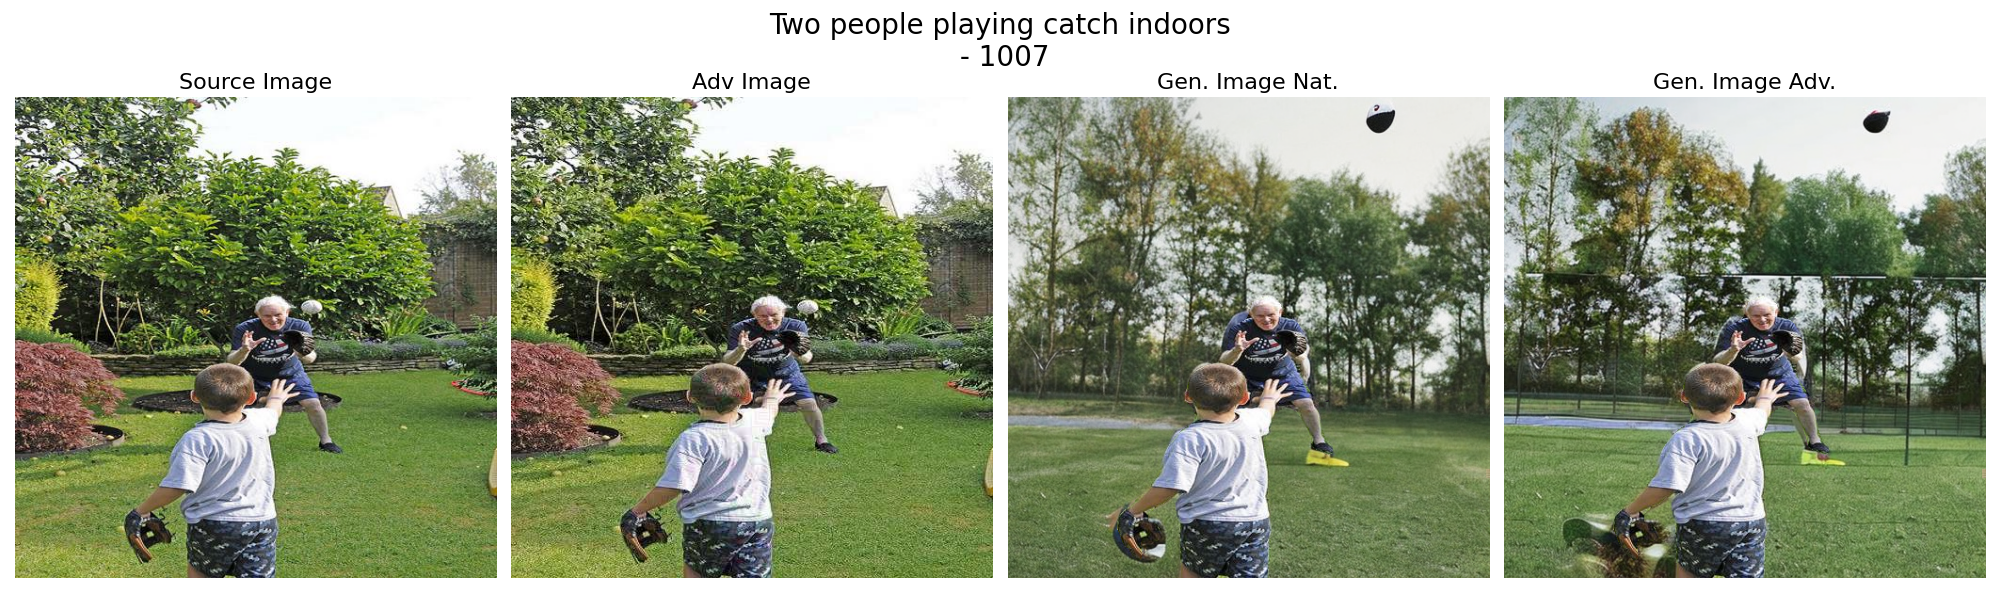 Two people playing catch indoors
- 1007
Source Image
Adv Image
Gen. Image Nat.
Gen. Image Adv.